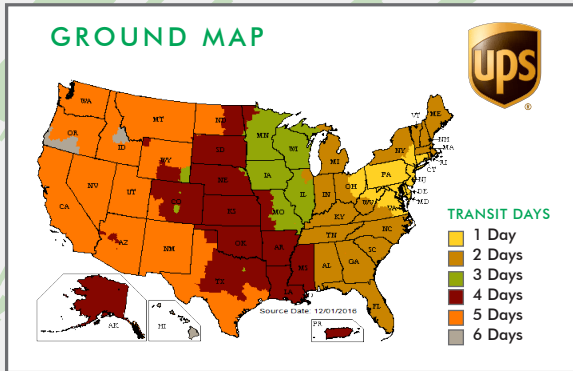 GROUND MAP
ups
WA
OR
CA
NV
ID
MT
WY
UT
AZ
CO
NM
ND
SD
NE
KS
OK
TX
MN
IA
MO
AR
LA
MS
WI
IL
IN
MI
OH
KY
TN
AL
GA
FL
SC
NC
VA
WV
PA
NY
VT
ME
NH
MA
RI
CT
NJ
DE
MD
AK
HI
PR
Source Date: 12/01/2016
TRANSIT DAYS
1 Day
2 Days
3 Days
4 Days
5 Days
6 Days